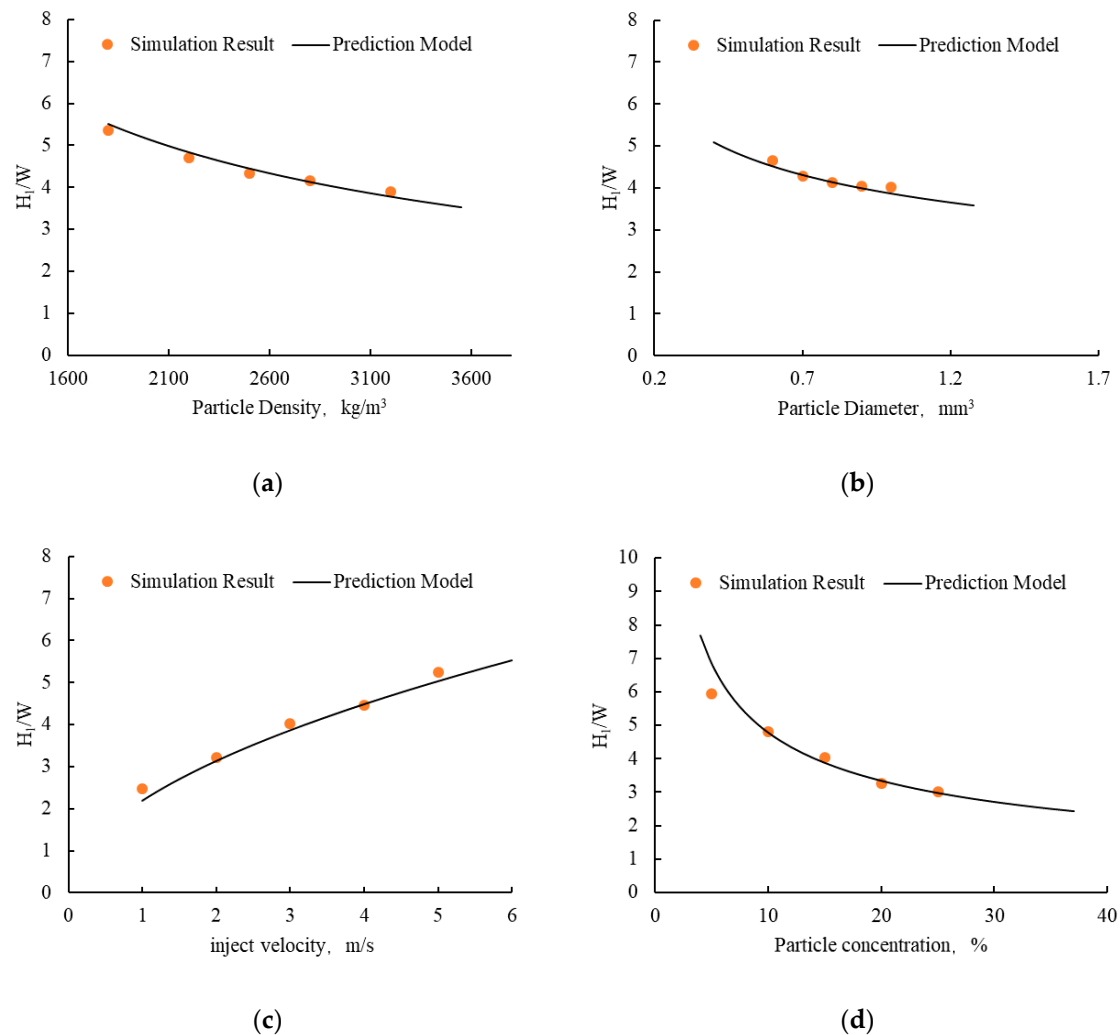 8
7
6
5
4
3
2
1
0
Simulation Result
Prediction Model
H₁/W
1600 2100 2600 3100 3600
Particle Density, kg/m³
(a)
8
7
6
5
4
3
2
1
0
Simulation Result
Prediction Model
H₁/W
0.2 0.7 1.2 1.7
Particle Diameter, mm³
(b)
8
7
6
5
4
3
2
1
0
Simulation Result
Prediction Model
H₁/W
0 1 2 3 4 5 6
inject velocity, m/s
(c)
10
9
8
7
6
5
4
3
2
1
0
Simulation Result
Prediction Model
H₁/W
0 10 20 30 40
Particle concentration, %
(d)